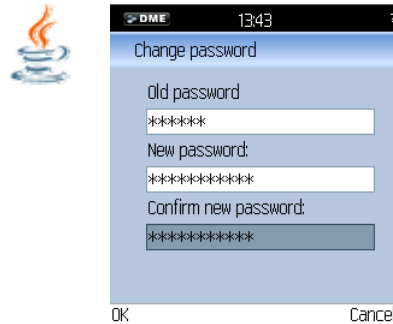 DME 13:43
Change password
Old password
******
New password:
***********
Confirm new password:
***********
OK Cance